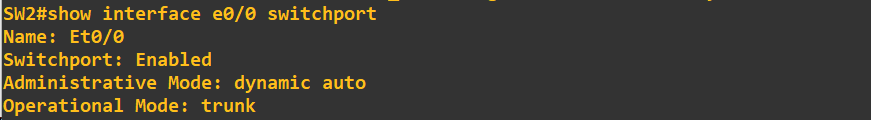 SW2#show interface e0/0 switchport
Name: Et0/0
Switchport: Enabled
Administrative Mode: dynamic auto
Operational Mode: trunk